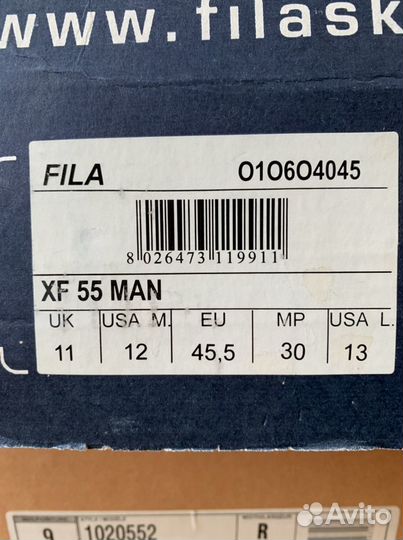 www.filask
FILA 010604045
8 026473 119911
XF 55 MAN
UK USA M. EU MP USA L.
11 12 45,5 30 13
9 1020552 R
Avito